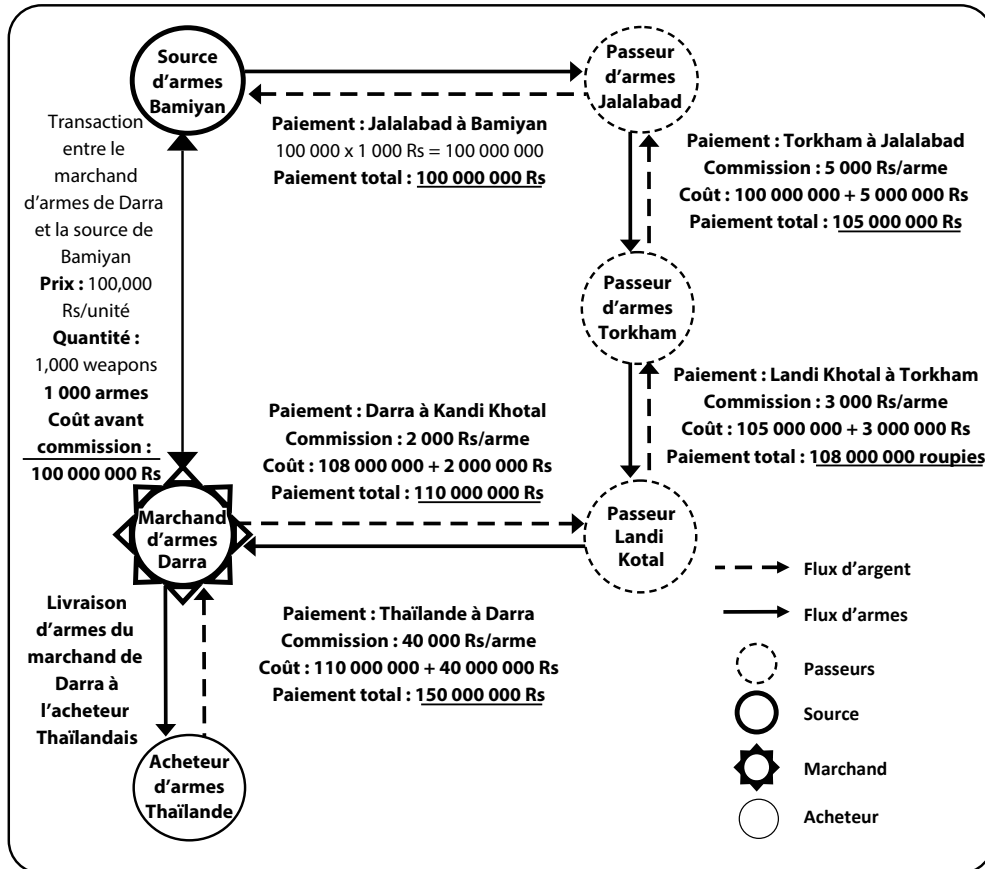 Source
d’armes
Bamiyan
Passeur
d’armes
Jalalabad
Transaction
entre le
marchand
d’armes de Darra
et la source de
Bamiyan
Prix : 100,000
Rs/unité
Quantité :
1,000 weapons
1 000 armes
Coût avant
commission :
100 000 000 Rs
Paiement : Jalalabad à Bamiyan
100 000 x 1 000 Rs = 100 000 000
Paiement total : 100 000 000 Rs
Paiement : Torkham à Jalalabad
Commission : 5 000 Rs/arme
Coût : 100 000 000 + 5 000 000 Rs
Paiement total : 105 000 000 Rs
Passeur
d’armes
Torkham
Paiement : Landi Khotal à Torkham
Commission : 3 000 Rs/arme
Coût : 105 000 000 + 3 000 000 Rs
Paiement total : 108 000 000 roupies
Paiement : Darra à Kandi Khotal
Commission : 2 000 Rs/arme
Coût : 108 000 000 + 2 000 000 Rs
Paiement total : 110 000 000 Rs
Marchand
d’armes
Darra
Passeur
Landi
Kotal
Livraison
d’armes du
marchand de
Darra à
l’acheteur
Thaïlandais
Paiement : Thaïlande à Darra
Commission : 40 000 Rs/arme
Coût : 110 000 000 + 40 000 000 Rs
Paiement total : 150 000 000 Rs
Acheteur
d’armes
Thaïlande
Flux d’argent
Flux d’armes
Passeurs
Source
Marchand
Acheteur